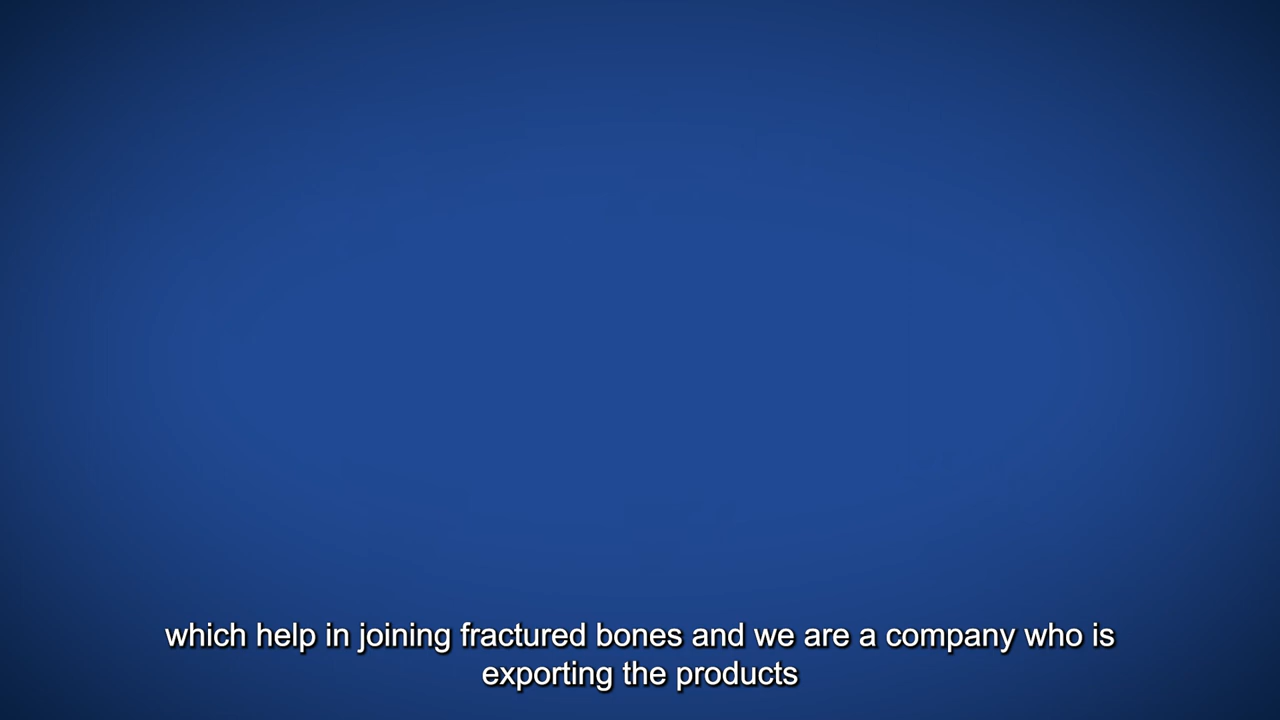 which help in joining fractured bones and we are a company who is
exporting the products